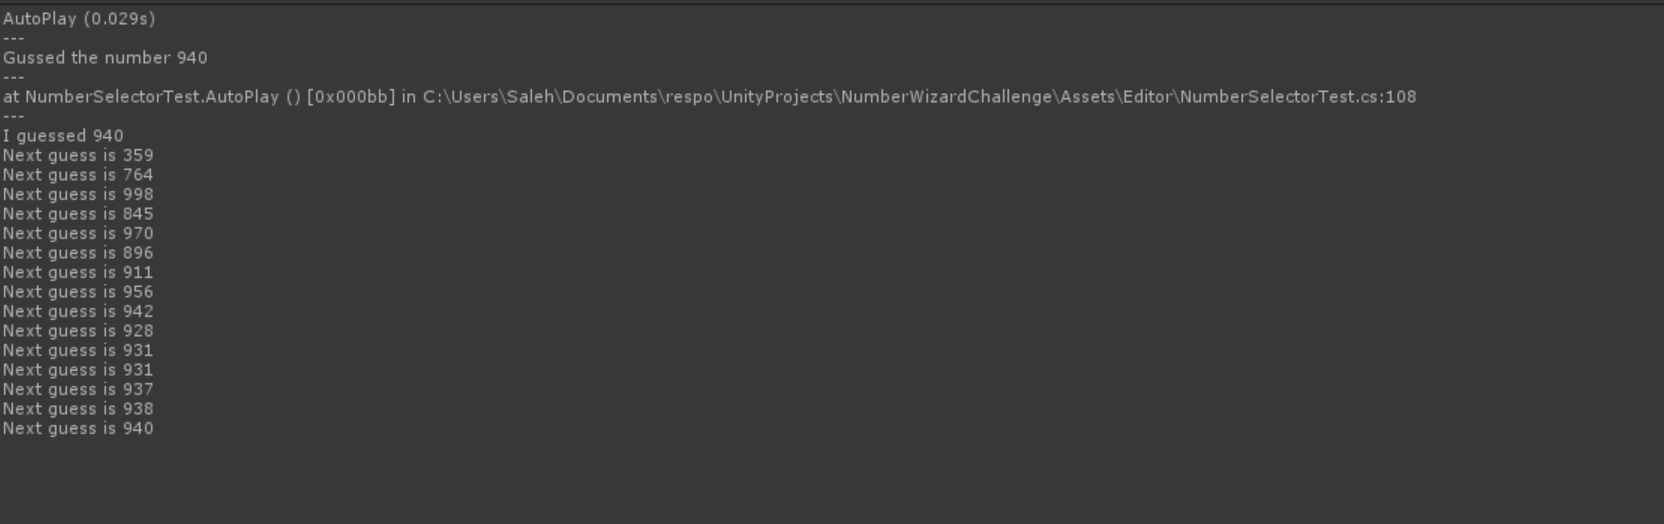 AutoPlay (0.029s)
---
Gussed the number 940
---
at NumberSelectorTest.AutoPlay () [0x000bb] in C:\Users\Saleh\Documents\respo\UnityProjects\NumberWizardChallenge\Assets\Editor\NumberSelectorTest.cs:108
---
I guessed 940
Next guess is 359
Next guess is 764
Next guess is 998
Next guess is 845
Next guess is 970
Next guess is 896
Next guess is 911
Next guess is 956
Next guess is 942
Next guess is 928
Next guess is 931
Next guess is 931
Next guess is 937
Next guess is 938
Next guess is 940